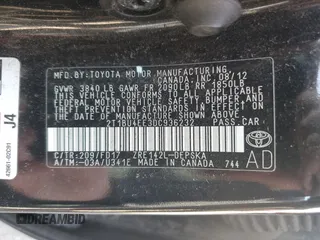 MFD. BY: TOYOTA MOTOR MANUFACTURING
CANADA INC. 08/12
GVWR 3840 LB GAWR FR 2090LB RR 1850LB
THIS VEHICLE CONFORMS TO ALL APPLICABLE
FEDERAL MOTOR VEHICLE SAFETY, BUMPER, AND
THEFT PREVENTION STANDARDS IN EFFECT ON
THE DATE OF MANUFACTURE SHOWN ABOVE.
2T1BU4EE3DC936232 PASS.CAR
C/TR:209/FD17 ZRE142L-DEPSKA
A/TM:-03A/U341E
MADE IN CANADA 744
AD
J4
DREAMBID